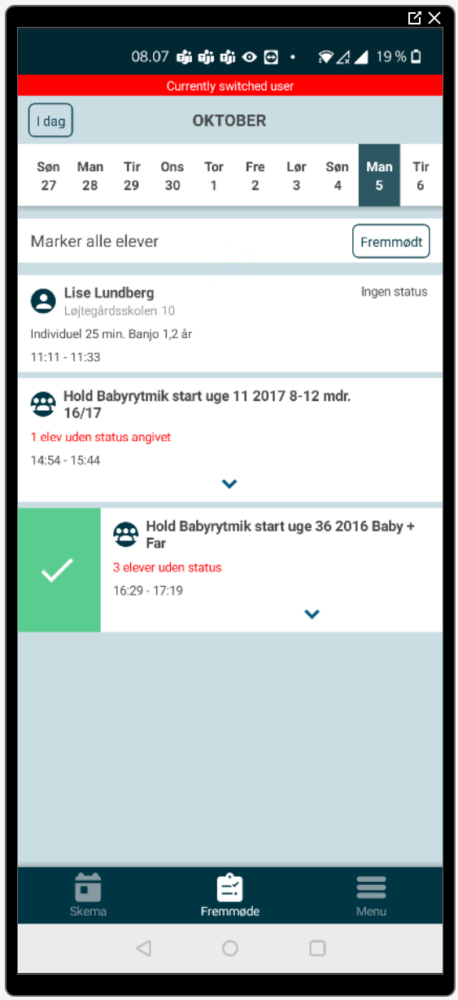 08.07 19 %
Currently switched user
I dag OKTOBER
Søn Man Tir Ons Tor Fre Lør Søn Man Tir
27 28 29 30 1 2 3 4 5 6
Marker alle elever Fremmødt
Lise Lundberg Ingen status
Løjtegårdsskolen 10
Individuel 25 min. Banjo 1,2 år
11:11 - 11:33
Hold Babyrytmik start uge 11 2017 8-12 mdr.
16/17
1 elev uden status angivet
14:54 - 15:44
Hold Babyrytmik start uge 36 2016 Baby +
Far
3 elever uden status
16:29 - 17:19
Skema Fremmøde Menu